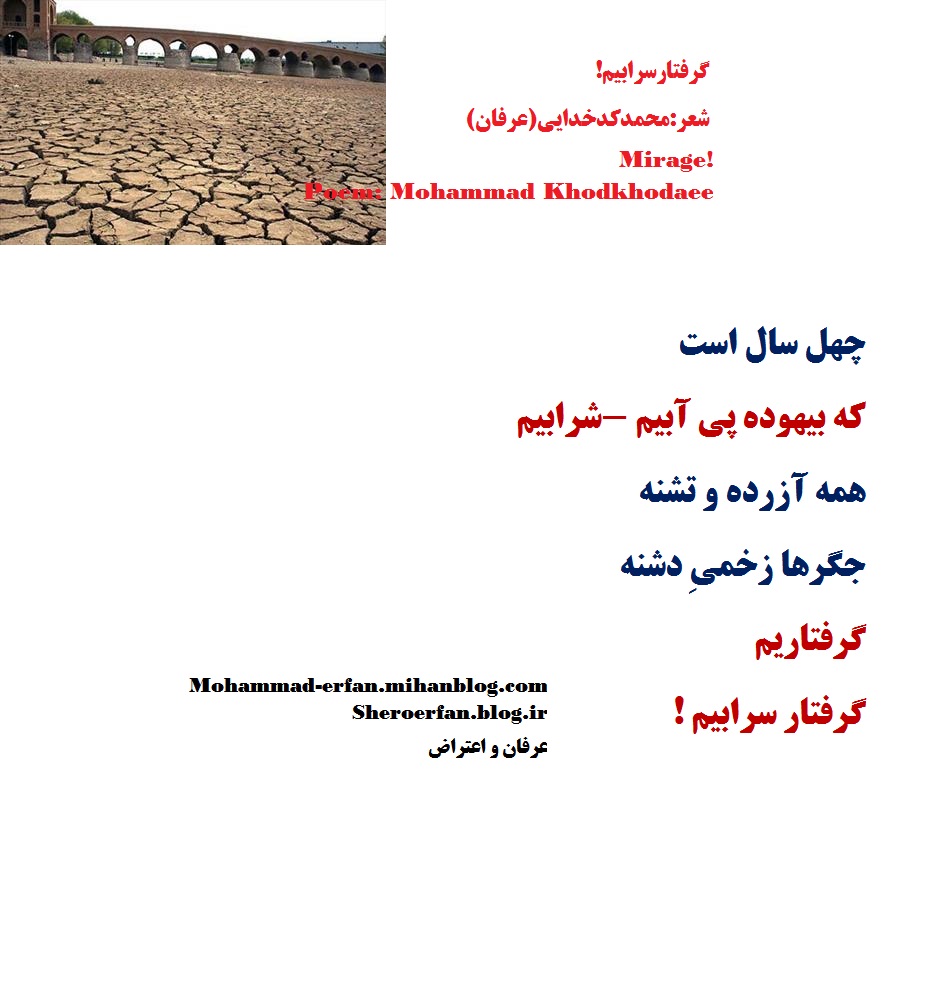 گرفتارسرابیم!
شعر:محمدکدخدایی(عرفان)
Mirage!
Poem: Mohammad Khodkhodaee
چهل سال است
که بیهوده پی آبیم –شرابیم
همه آزرده و تشنه
جگرها زخمیِ دشنه
گرفتاریم
گرفتار سرابیم !
Mohammad-erfan.mihanblog.com
Sheroerfan.blog.ir
عرفان و اعتراض